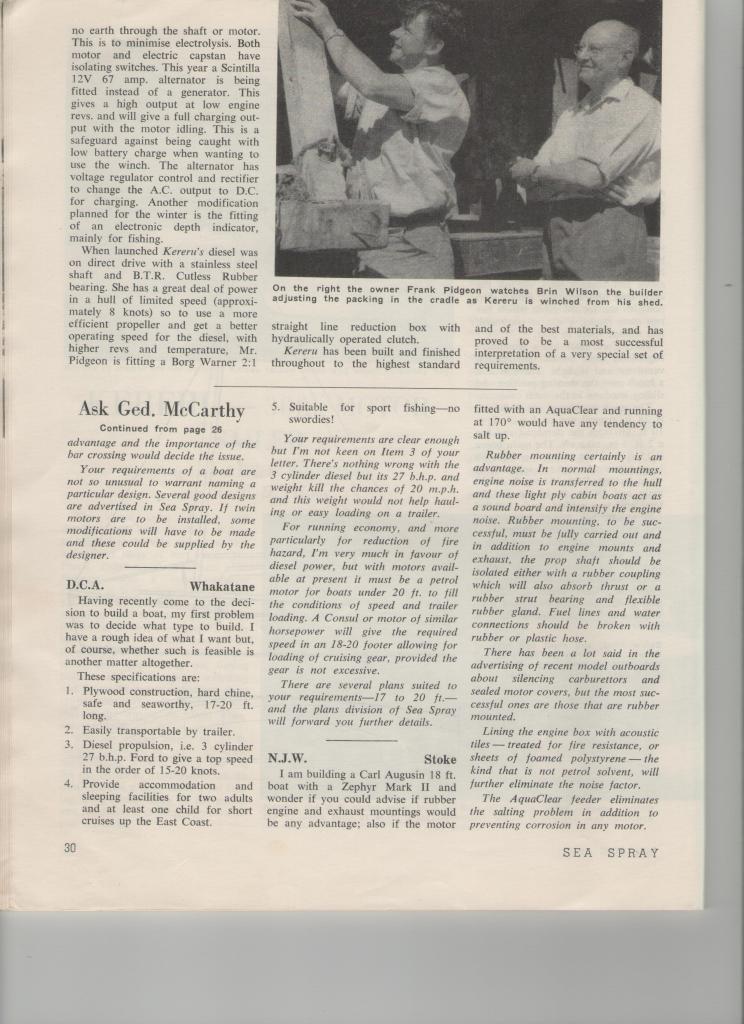 no earth through the shaft or motor.
This is to minimise electrolysis. Both
motor and electric capstan have
isolating switches. This year a Scintilla
12V 67 amp. alternator is being
fitted instead of a generator. This
gives a high output at low engine
revs. and will give a full charging out-
put with the motor idling. This is a
safeguard against being caught with
low battery charge when wanting to
use the winch. The alternator has
voltage regulator control and rectifier
to change the A.C. output to D.C.
for charging. Another modification
planned for the winter is the fitting
of an electronic depth indicator,
mainly for fishing.
When launched Kereru's diesel was
on direct drive with a stainless steel
shaft and B.T.R. Cutless Rubber
bearing. She has a great deal of power
in a hull of limited speed (approxi-
mately 8 knots) so to use a more
efficient propeller and get a better
operating speed for the diesel, with
higher revs and temperature, Mr.
Pidgeon is fitting a Borg Warner 2:1
On the right the owner Frank Pidgeon watches Brin Wilson the builder
adjusting the packing in the cradle as Kereru is winched from his shed.
straight line reduction box with
hydraulically operated clutch.
Kereru has been built and finished
throughout to the highest standard
and of the best materials, and has
proved to be a most successful
interpretation of a very special set of
requirements.
Ask Ged. McCarthy
Continued from page 26
advantage and the importance of the
bar crossing would decide the issue.
Your requirements of a boat are
not so unusual to warrant naming a
particular design. Several good designs
are advertised in Sea Spray. If twin
motors are to be installed, some
modifications will have to be made
and these could be supplied by the
designer.
D.C.A. Whakatane
Having recently come to the deci-
sion to build a boat, my first problem
was to decide what type to build. I
have a rough idea of what I want but,
of course, whether such is feasible is
another matter altogether.
These specifications are:
1. Plywood construction, hard chine,
safe and seaworthy, 17-20 ft.
long.
2. Easily transportable by trailer.
3. Diesel propulsion, i.e. 3 cylinder
27 b.h.p. Ford to give a top speed
in the order of 15-20 knots.
4. Provide accommodation and
sleeping facilities for two adults
and at least one child for short
cruises up the East Coast.
5. Suitable for sport fishing—no
swordies!
Your requirements are clear enough
but I'm not keen on Item 3 of your
letter. There's nothing wrong with the
3 cylinder diesel but its 27 b.h.p. and
weight kill the chances of 20 m.p.h.
and this weight would not help haul-
ing or easy loading on a trailer.
For running economy, and more
particularly for reduction of fire
hazard, I'm very much in favour of
diesel power, but with motors avail-
able at present it must be a petrol
motor for boats under 20 ft. to fill
the conditions of speed and trailer
loading. A Consul or motor of similar
horsepower will give the required
speed in an 18-20 footer allowing for
loading of cruising gear, provided the
gear is not excessive.
There are several plans suited to
your requirements—17 to 20 ft.—
and the plans division of Sea Spray
will forward you further details.
N.J.W. Stoke
I am building a Carl Augusin 18 ft.
boat with a Zephyr Mark II and
wonder if you could advise if rubber
engine and exhaust mountings would
be any advantage; also if the motor
fitted with an AquaClear and running
at 170° would have any tendency to
salt up.
Rubber mounting certainly is an
advantage. In normal mountings,
engine noise is transferred to the hull
and these light ply cabin boats act as
a sound board and intensify the engine
noise. Rubber mounting, to be suc-
cessful, must be fully carried out and
in addition to engine mounts and
exhaust, the prop shaft should be
isolated either with a rubber coupling
which will also absorb thrust or a
rubber strut bearing and flexible
rubber gland. Fuel lines and water
connections should be broken with
rubber or plastic hose.
There has been a lot said in the
advertising of recent model outboards
about silencing carburettors and
sealed motor covers, but the most suc-
cessful ones are those that are rubber
mounted.
Lining the engine box with acoustic
tiles—treated for fire resistance, or
sheets of foamed polystyrene—the
kind that is not petrol solvent, will
further eliminate the noise factor.
The AquaClear feeder eliminates
the salting problem in addition to
preventing corrosion in any motor.
30
SEA SPRAY